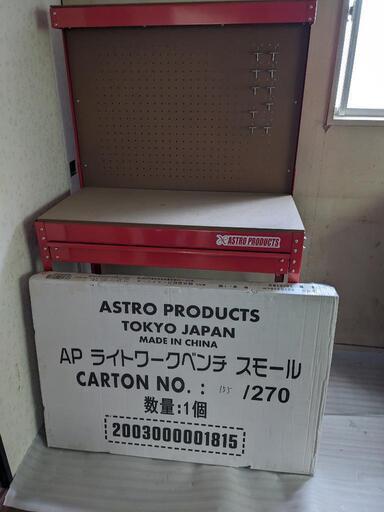 ASTRO PRODUCTS
ASTRO PRODUCTS
TOKYO JAPAN
MADE IN CHINA
AP ライトワークベンチ スモール
CARTON NO.: 155 /270
数量:1個
2003000001815